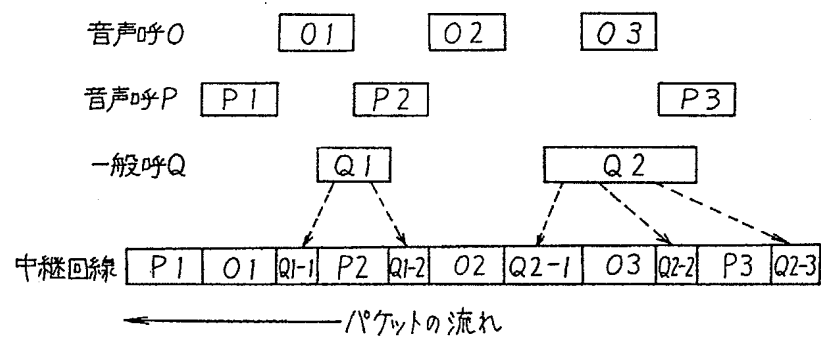 音声呼O O1 O2 O3
音声呼P P1 P2 P3
一般呼Q Q1 Q2
中継回線 P1 O1 Q1-1 P2 Q1-2 O2 Q2-1 O3 Q2-2 P3 Q2-3
パケットの流れ